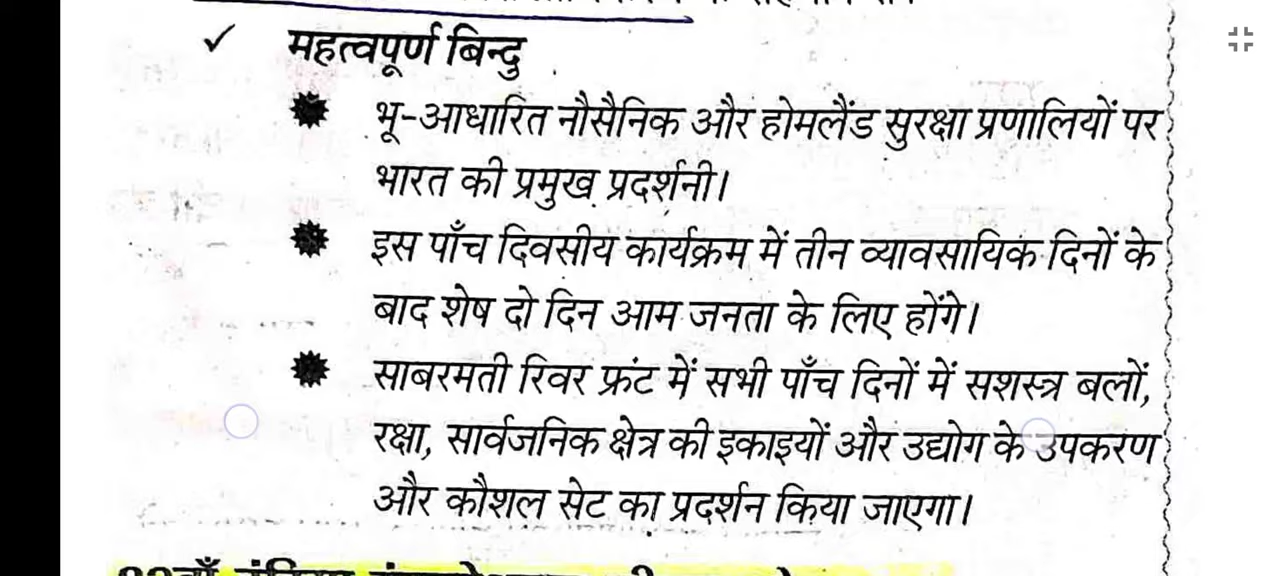 ✓ महत्वपूर्ण बिन्दु
भू-आधारित नौसैनिक और होमलैंड सुरक्षा प्रणालियों पर
भारत की प्रमुख प्रदर्शनी।
इस पाँच दिवसीय कार्यक्रम में तीन व्यावसायिक दिनों के
बाद शेष दो दिन आम जनता के लिए होंगे।
साबरमती रिवर फ्रंट में सभी पाँच दिनों में सशस्त्र बलों,
रक्षा, सार्वजनिक क्षेत्र की इकाइयों और उद्योग के उपकरण
और कौशल सेट का प्रदर्शन किया जाएगा।